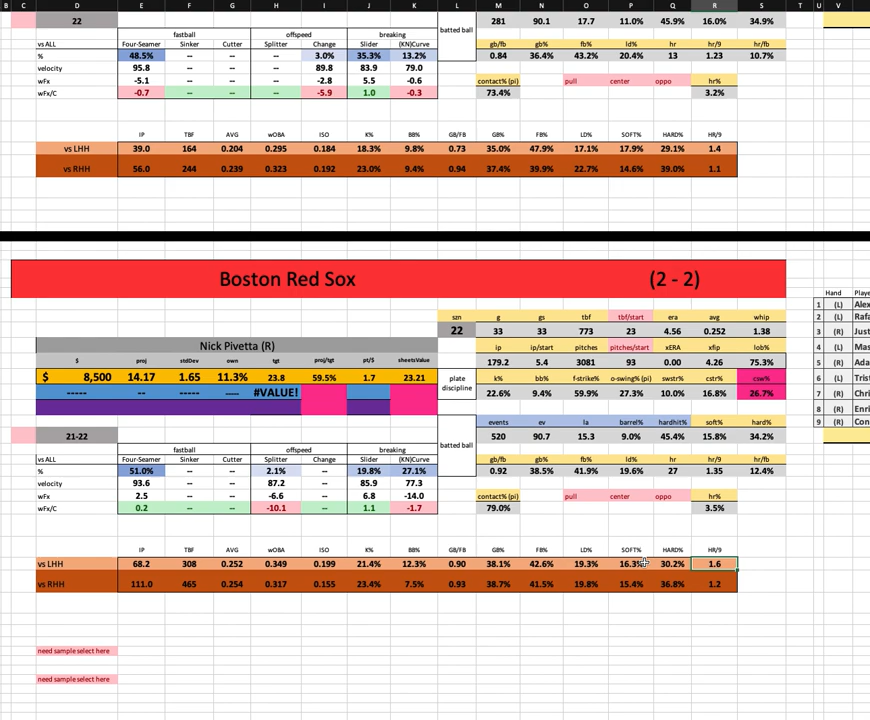 B C D E F G H I J K L M N O P Q R S T U V
22 batted ball 281 90.1 17.7 11.0% 45.9% 16.0% 34.9%
fastball offspeed breaking gb/fb gb% fb% ld% hr hr/9 hr/fb
vs ALL Four-Seamer Sinker Cutter Splitter Change Slider (KN)Curve 0.84 36.4% 43.2% 20.4% 13 1.23 10.7%
% 48.5% -- -- -- 3.0% 35.3% 13.2%
velocity 95.8 -- -- -- 89.8 83.9 79.0
wFx -5.1 -- -- -- -2.8 5.5 -0.6 contact% (pi) pull center oppo hr%
wFx/C -0.7 -- -- -- -5.9 1.0 -0.3 73.4% 3.2%
IP TBF AVG wOBA ISO K% BB% GB/FB GB% FB% LD% SOFT% HARD% HR/9
vs LHH 39.0 164 0.204 0.295 0.184 18.3% 9.8% 0.73 35.0% 47.9% 17.1% 17.9% 29.1% 1.4
vs RHH 56.0 244 0.239 0.323 0.192 23.0% 9.4% 0.94 37.4% 39.9% 22.7% 14.6% 39.0% 1.1
Boston Red Sox (2 - 2)
Hand Playe
1 (L) Alex
szn g gs tbf tbf/start era avg whip 2 (L) Rafa
22 33 33 773 23 4.56 0.252 1.38 3 (R) Just
Nick Pivetta (R) ip ip/start pitches pitches/start xERA xfip lob% 4 (L) Mas
$ proj stdDev own tgt proj/tgt pt/$ sheetsValue 179.2 5.4 3081 93 0.00 4.26 75.3% 5 (R) Ada
$ 8,500 14.17 1.65 11.3% 23.8 59.5% 1.7 23.21 plate discipline k% bb% f-strike% o-swing% (pi) swstr% cstr% csw% 6 (L) Trist
----- -- -- ---- #VALUE! 22.6% 9.4% 59.9% 27.3% 10.0% 16.8% 26.7% 7 (R) Chri
8 (R) Enri
events ev la barrel% hardhit% soft% hard% 9 (R) Con
21-22 batted ball 520 90.7 15.3 9.0% 45.4% 15.8% 34.2%
fastball offspeed breaking
vs ALL Four-Seamer Sinker Cutter Splitter Change Slider (KN)Curve gb/fb gb% fb% ld% hr hr/9 hr/fb
% 51.0% -- -- 2.1% -- 19.8% 27.1% 0.92 38.5% 41.9% 19.6% 27 1.35 12.4%
velocity 93.6 -- -- 87.2 -- 85.9 77.3
wFx 2.5 -- -- -6.6 -- 6.8 -14.0 contact% (pi) pull center oppo hr%
wFx/C 0.2 -- -- -10.1 -- 1.1 -1.7 79.0% 3.5%
IP TBF AVG wOBA ISO K% BB% GB/FB GB% FB% LD% SOFT% HARD% HR/9
vs LHH 68.2 308 0.252 0.349 0.199 21.4% 12.3% 0.90 38.1% 42.6% 19.3% 16.3% 30.2% 1.6
vs RHH 111.0 465 0.254 0.317 0.155 23.4% 7.5% 0.93 38.7% 41.5% 19.8% 15.4% 36.8% 1.2
need sample select here
need sample select here